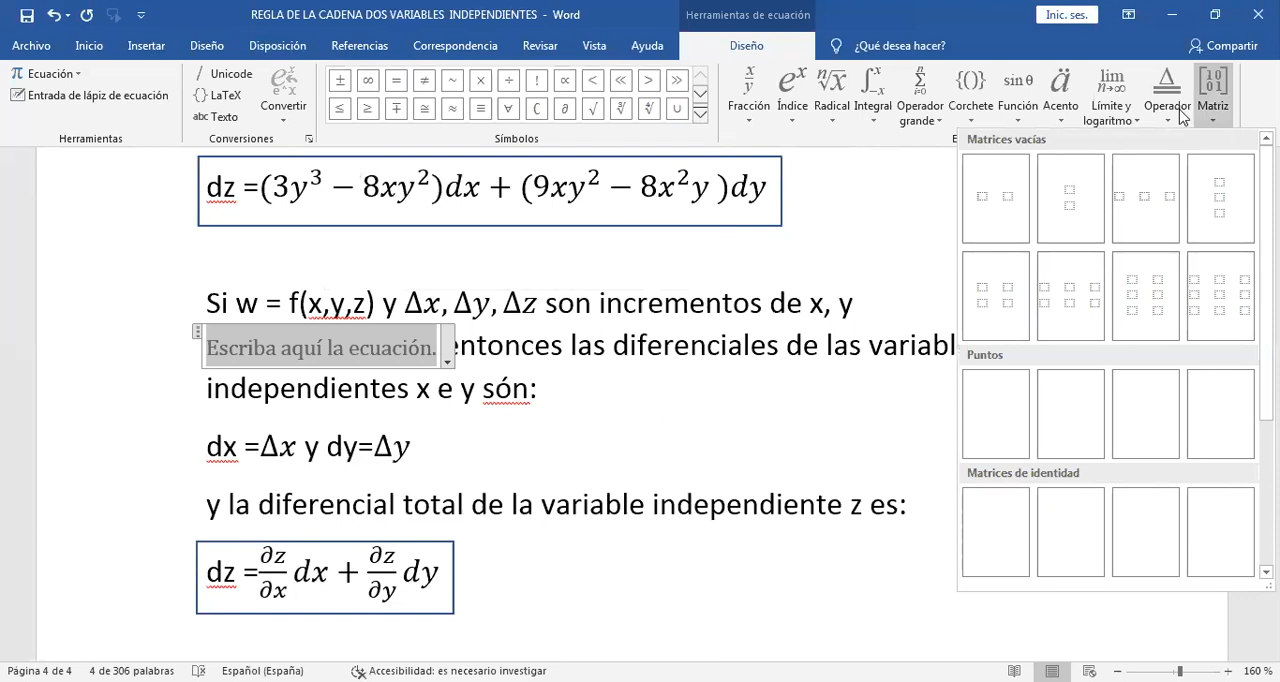 REGLA DE LA CADENA DOS VARIABLES  INDEPENDIENTES - Word
Herramientas de ecuación
Inic. ses.
Archivo Inicio Insertar Diseño Disposición Referencias Correspondencia Revisar Vista Ayuda Diseño ¿Qué desea hacer? Compartir
π Ecuación
Entrada de lápiz de ecuación
Unicode
{} LaTeX
abc Texto
Convertir
± ∞ = ≠ ~ × ÷ ! ∝ < ≪ > ≫
≤ ≥ ∓ ≅ ≈ ≡ ∀ ∁ ∂ √ ∛ ∜ ∪
Fracción Índice Radical Integral Operador grande Corchete Función Acento Límite y logaritmo Operador Matriz
Herramientas Conversiones Símbolos
Matrices vacías
Puntos
Matrices de identidad
dz =(3y³ − 8xy²)dx + (9xy² − 8x²y )dy
Si w = f(x,y,z) y Δx, Δy, Δz son incrementos de x, y
Escriba aquí la ecuación. entonces las diferenciales de las variabl
independientes x e y són:
dx =Δx y dy=Δy
y la diferencial total de la variable independiente z es:
dz =∂z/∂x dx + ∂z/∂y dy
Página 4 de 4 4 de 306 palabras Español (España) Accesibilidad: es necesario investigar 160 %